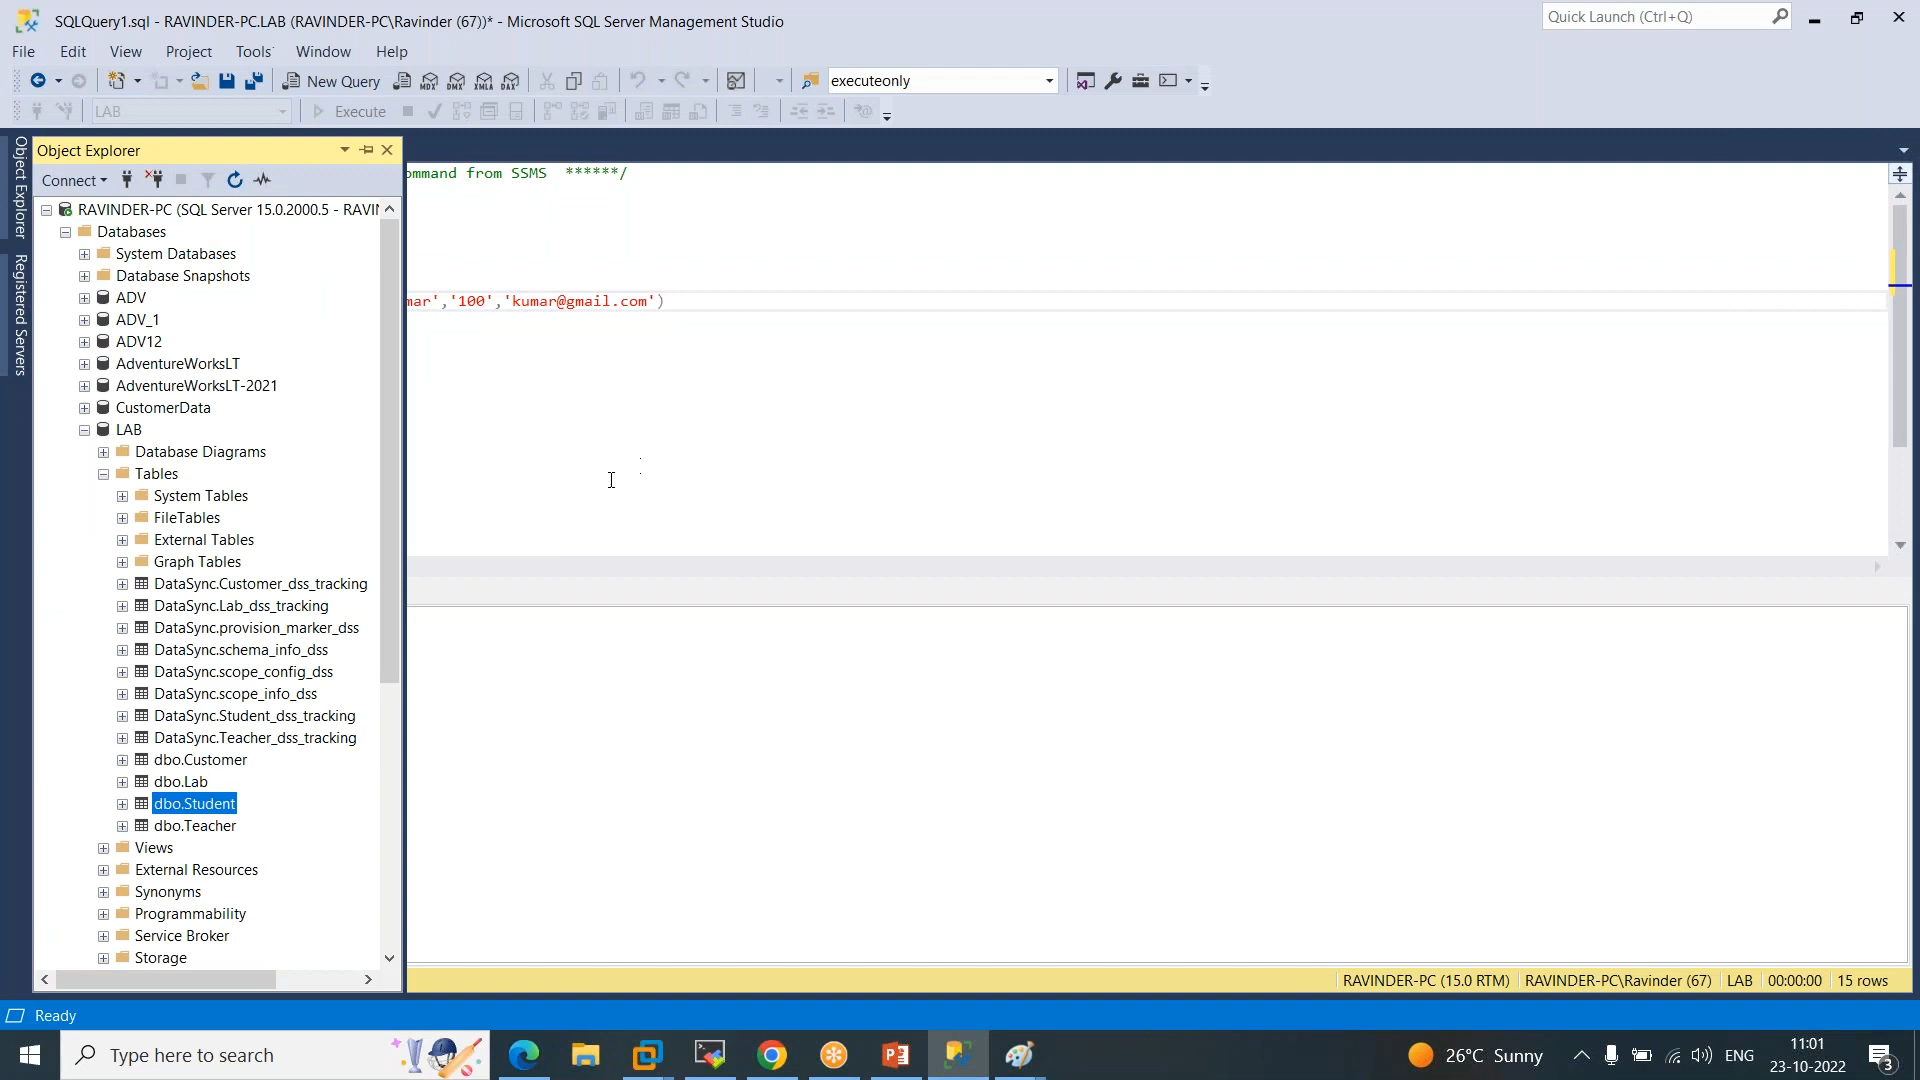 SQLQuery1.sql - RAVINDER-PC.LAB (RAVINDER-PC\Ravinder (67))* - Microsoft SQL Server Management Studio
Quick Launch (Ctrl+Q)
File Edit View Project Tools Window Help
New Query MDX DMX XMLA DAX executeonly
LAB Execute
Object Explorer
Registered Servers
Object Explorer
Connect
RAVINDER-PC (SQL Server 15.0.2000.5 - RAVIN
Databases
System Databases
Database Snapshots
ADV
ADV_1
ADV12
AdventureWorksLT
AdventureWorksLT-2021
CustomerData
LAB
Database Diagrams
Tables
System Tables
FileTables
External Tables
Graph Tables
DataSync.Customer_dss_tracking
DataSync.Lab_dss_tracking
DataSync.provision_marker_dss
DataSync.schema_info_dss
DataSync.scope_config_dss
DataSync.scope_info_dss
DataSync.Student_dss_tracking
DataSync.Teacher_dss_tracking
dbo.Customer
dbo.Lab
dbo.Student
dbo.Teacher
Views
External Resources
Synonyms
Programmability
Service Broker
Storage
ommand from SSMS ******/
mar','100','kumar@gmail.com')
RAVINDER-PC (15.0 RTM) RAVINDER-PC\Ravinder (67) LAB 00:00:00 15 rows
Ready
Type here to search
26°C Sunny
ENG
11:01
23-10-2022
3